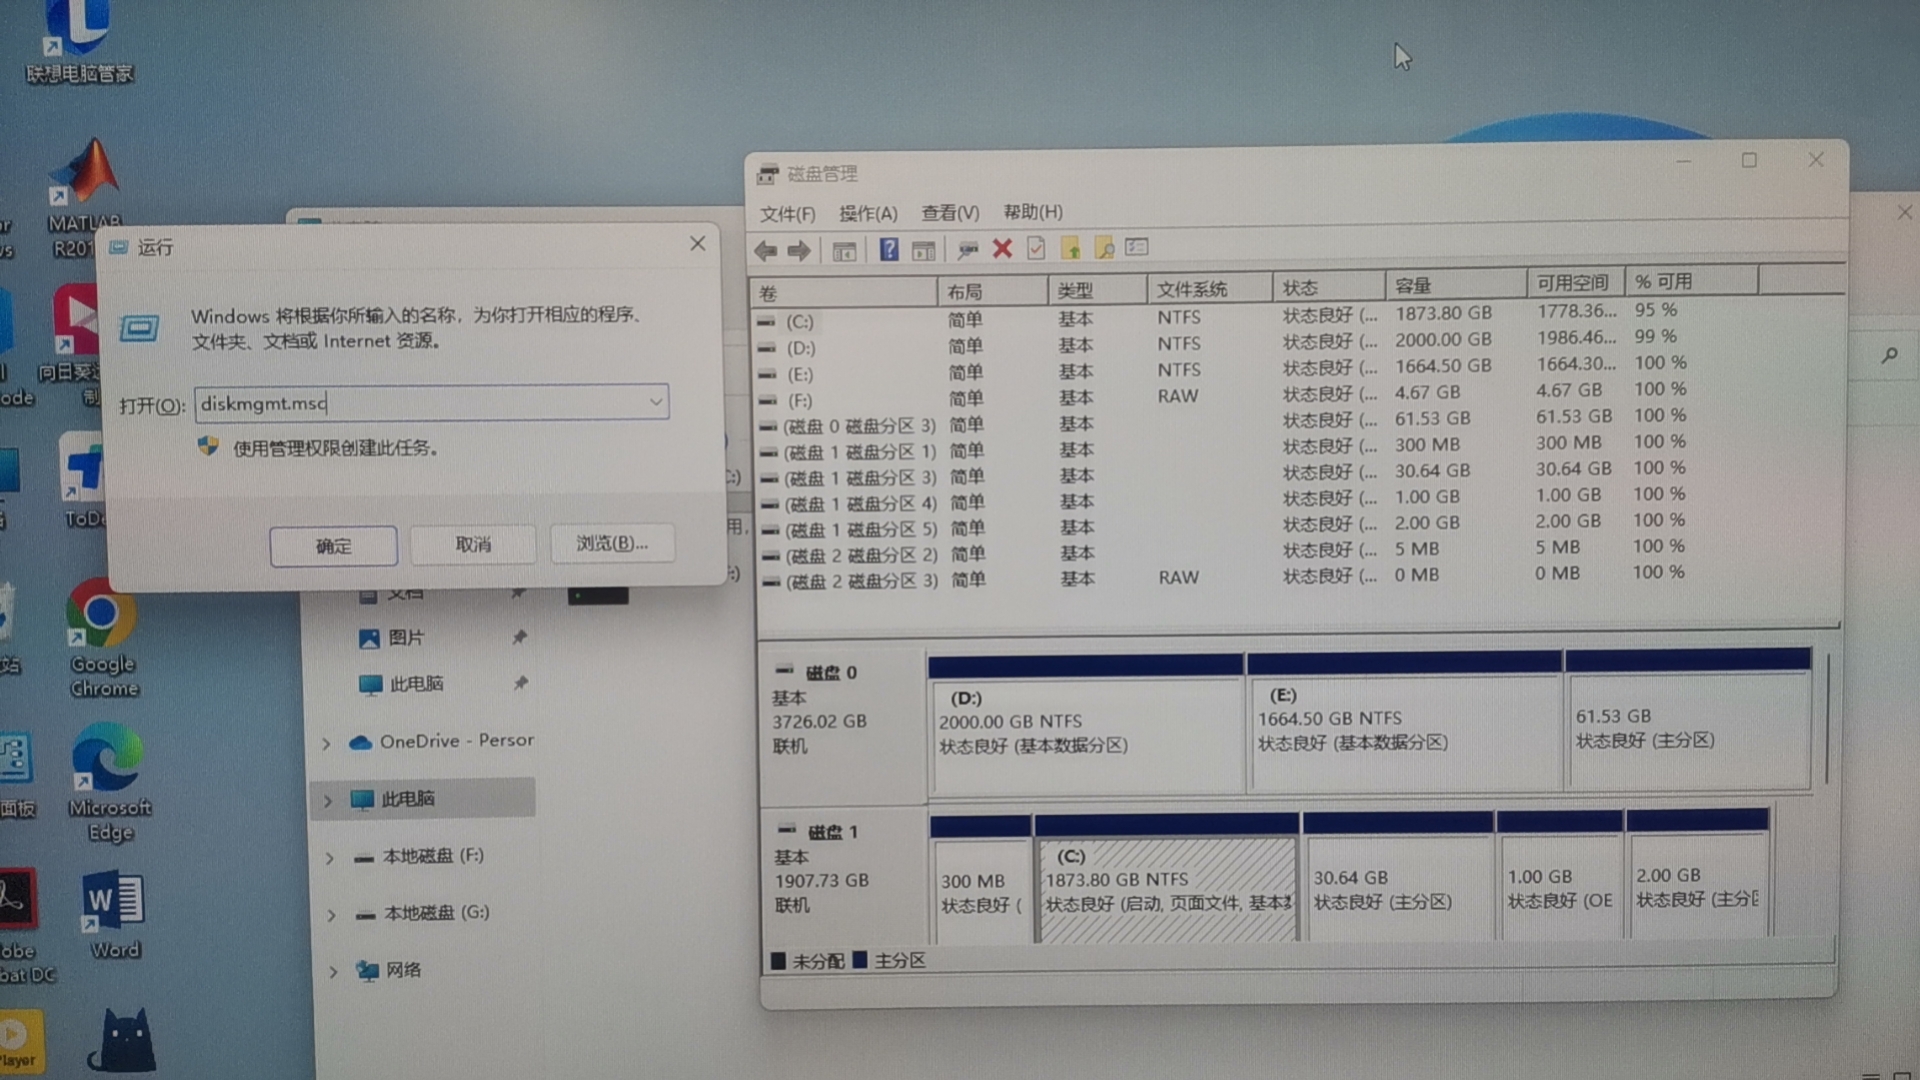 联想电脑管家
MATLAB
R201
向日葵
ode
制
ToDe
Google
Chrome
Microsoft
Edge
面板
Word
obe
bat DC
layer
运行
Windows 将根据你所输入的名称，为你打开相应的程序、
文件夹、文档或 Internet 资源。
打开(O):
diskmgmt.msc
使用管理权限创建此任务。
确定
取消
浏览(B)...
文档
图片
此电脑
OneDrive - Person
此电脑
本地磁盘 (F:)
本地磁盘 (G:)
网络
磁盘管理
文件(F) 操作(A) 查看(V) 帮助(H)
卷 布局 类型 文件系统 状态 容量 可用空间 % 可用
(C:) 简单 基本 NTFS 状态良好 (... 1873.80 GB 1778.36... 95 %
(D:) 简单 基本 NTFS 状态良好 (... 2000.00 GB 1986.46... 99 %
(E:) 简单 基本 NTFS 状态良好 (... 1664.50 GB 1664.30... 100 %
(F:) 简单 基本 RAW 状态良好 (... 4.67 GB 4.67 GB 100 %
(磁盘 0 磁盘分区 3) 简单 基本 状态良好 (... 61.53 GB 61.53 GB 100 %
(磁盘 1 磁盘分区 1) 简单 基本 状态良好 (... 300 MB 300 MB 100 %
(磁盘 1 磁盘分区 3) 简单 基本 状态良好 (... 30.64 GB 30.64 GB 100 %
(磁盘 1 磁盘分区 4) 简单 基本 状态良好 (... 1.00 GB 1.00 GB 100 %
(磁盘 1 磁盘分区 5) 简单 基本 状态良好 (... 2.00 GB 2.00 GB 100 %
(磁盘 2 磁盘分区 2) 简单 基本 状态良好 (... 5 MB 5 MB 100 %
(磁盘 2 磁盘分区 3) 简单 基本 RAW 状态良好 (... 0 MB 0 MB 100 %
磁盘 0
基本
3726.02 GB
联机
(D:)
2000.00 GB NTFS
状态良好 (基本数据分区)
(E:)
1664.50 GB NTFS
状态良好 (基本数据分区)
61.53 GB
状态良好 (主分区)
磁盘 1
基本
1907.73 GB
联机
300 MB
状态良好 (
(C:)
1873.80 GB NTFS
状态良好 (启动, 页面文件, 基本数
30.64 GB
状态良好 (主分区)
1.00 GB
状态良好 (OE
2.00 GB
状态良好 (主分区
未分配 主分区